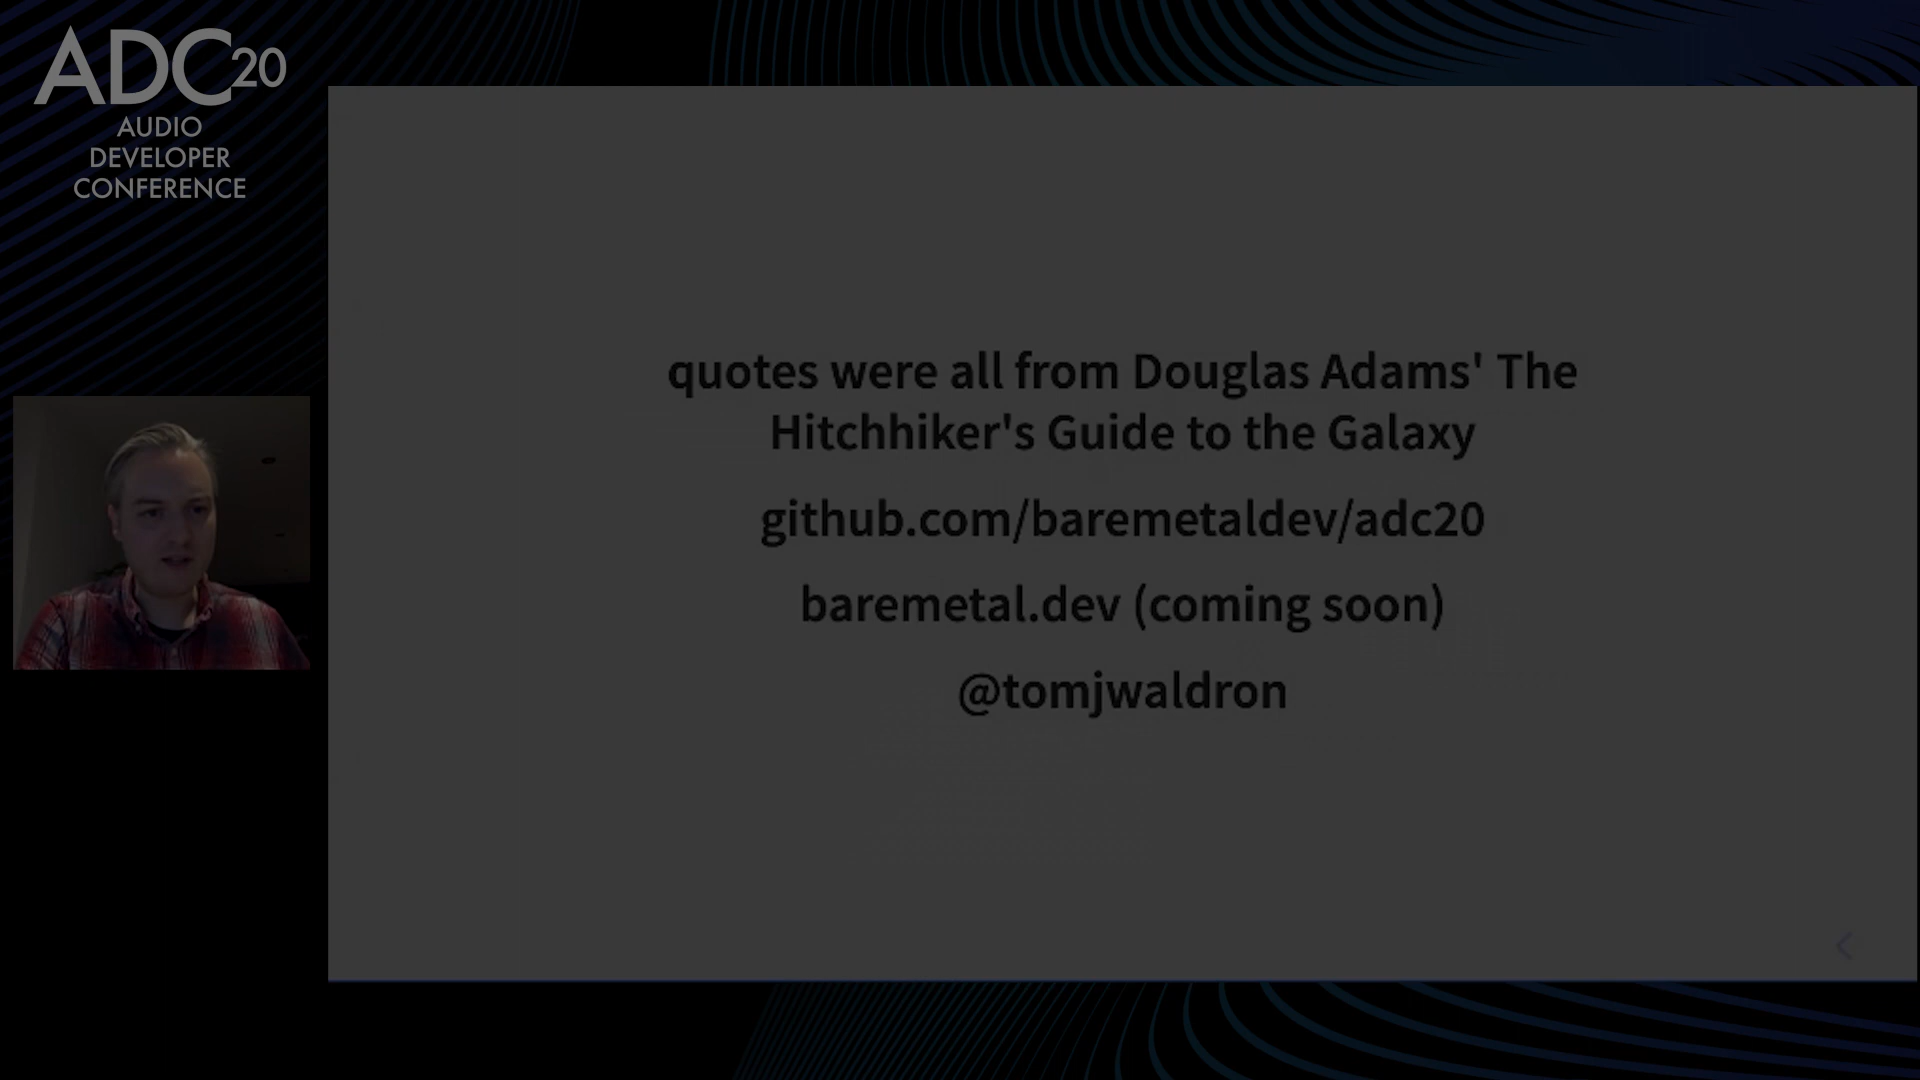 ADC20
AUDIO
DEVELOPER
CONFERENCE
quotes were all from Douglas Adams' The
Hitchhiker's Guide to the Galaxy
github.com/baremetaldev/adc20
baremetal.dev (coming soon)
@tomjwaldron